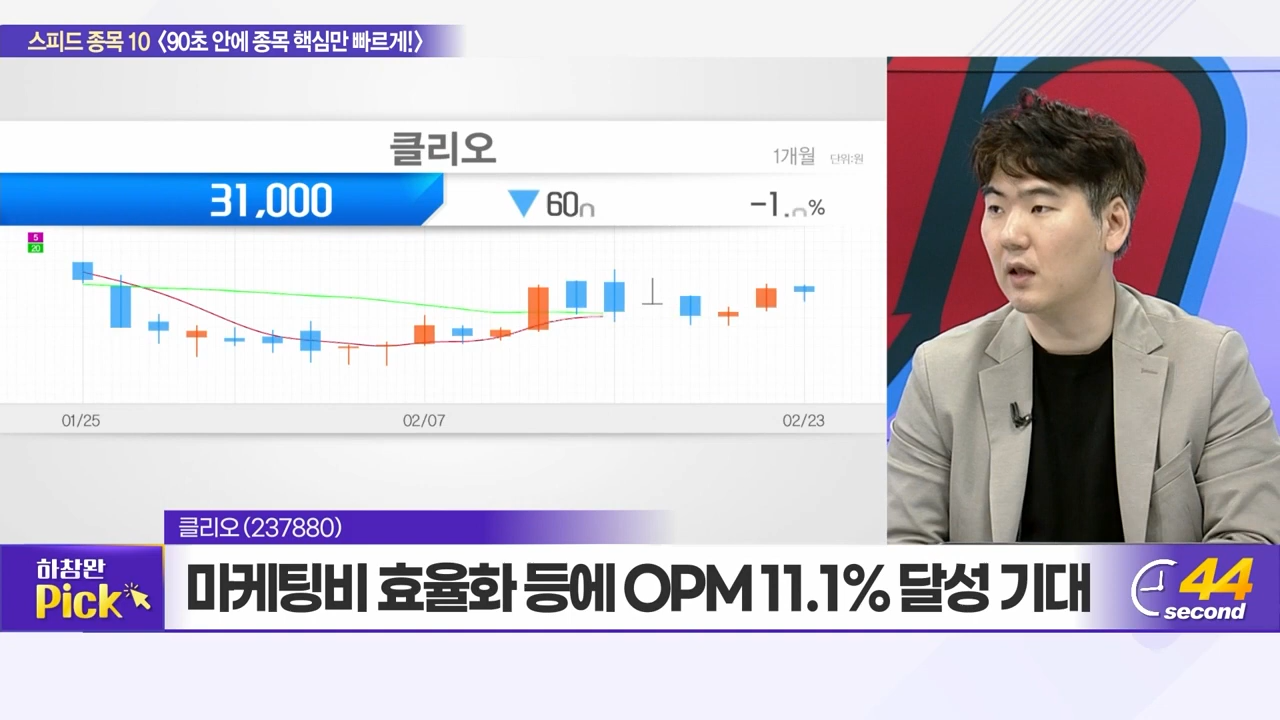 스피드 종목 10 〈90초 안에 종목 핵심만 빠르게!〉
클리오
1개월 단위:원
31,000 ▼ 60
-1. %
5
20
01/25 02/07 02/23
클리오 (237880)
하창완
Pick
마케팅비 효율화 등에 OPM 11.1% 달성 기대
44
second